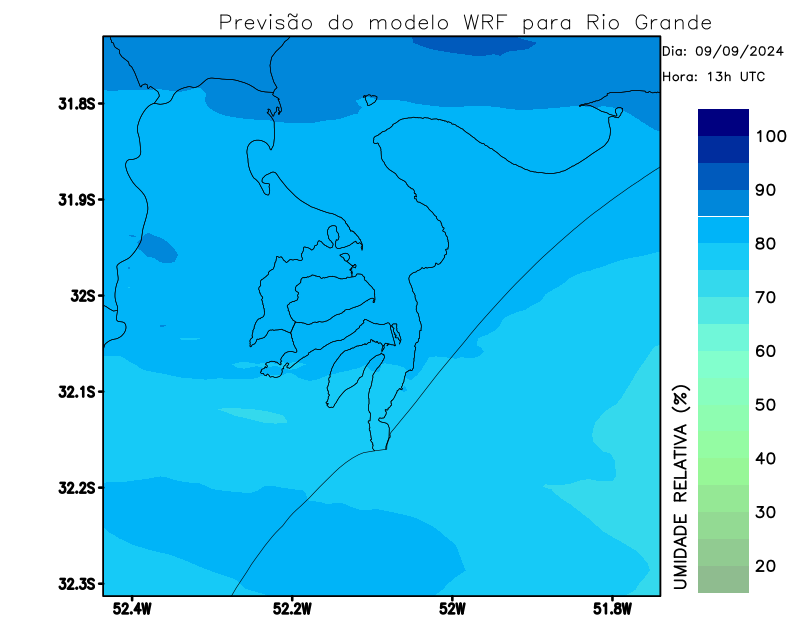 Previsão do modelo WRF para Rio Grande
Dia: 09/09/2024
Hora: 13h UTC
31.8S
31.9S
32S
32.1S
32.2S
32.3S
52.4W
52.2W
52W
51.8W
100
90
80
70
60
50
40
30
20
UMIDADE RELATIVA (%)